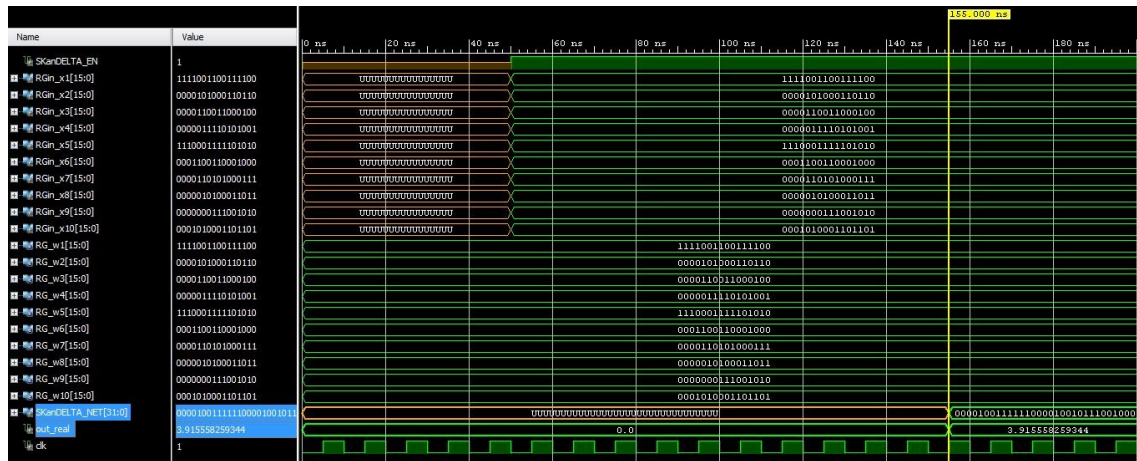 155.000 ns
Name Value
0 ns 20 ns 40 ns 60 ns 80 ns 100 ns 120 ns 140 ns 160 ns 180 ns
SKanDELTA_EN 1
RGin_x1[15:0] 1111001100111100 UUUUUUUUUUUUUUUU 1111001100111100
RGin_x2[15:0] 0000101000110110 UUUUUUUUUUUUUUUU 0000101000110110
RGin_x3[15:0] 0000110011000100 UUUUUUUUUUUUUUUU 0000110011000100
RGin_x4[15:0] 0000011110101001 UUUUUUUUUUUUUUUU 0000011110101001
RGin_x5[15:0] 1110001111101010 UUUUUUUUUUUUUUUU 1110001111101010
RGin_x6[15:0] 0001100110001000 UUUUUUUUUUUUUUUU 0001100110001000
RGin_x7[15:0] 0000110101000111 UUUUUUUUUUUUUUUU 0000110101000111
RGin_x8[15:0] 0000010100011011 UUUUUUUUUUUUUUUU 0000010100011011
RGin_x9[15:0] 0000000111001010 UUUUUUUUUUUUUUUU 0000000111001010
RGin_x10[15:0] 0001010001101101 UUUUUUUUUUUUUUUU 0001010001101101
RG_w1[15:0] 1111001100111100 1111001100111100
RG_w2[15:0] 0000101000110110 0000101000110110
RG_w3[15:0] 0000110011000100 0000110011000100
RG_w4[15:0] 0000011110101001 0000011110101001
RG_w5[15:0] 1110001111101010 1110001111101010
RG_w6[15:0] 0001100110001000 0001100110001000
RG_w7[15:0] 0000110101000111 0000110101000111
RG_w8[15:0] 0000010100011011 0000010100011011
RG_w9[15:0] 0000000111001010 0000000111001010
RG_w10[15:0] 0001010001101101 0001010001101101
SKanDELTA_NET[31:0] 000010011111100001001011 UUUUUUUUUUUUUUUUUUUUUUUUUUUUUUUU 0000100111111000010010111001000
out_real 3.915558259344 0.0 3.915558259344
clk 1